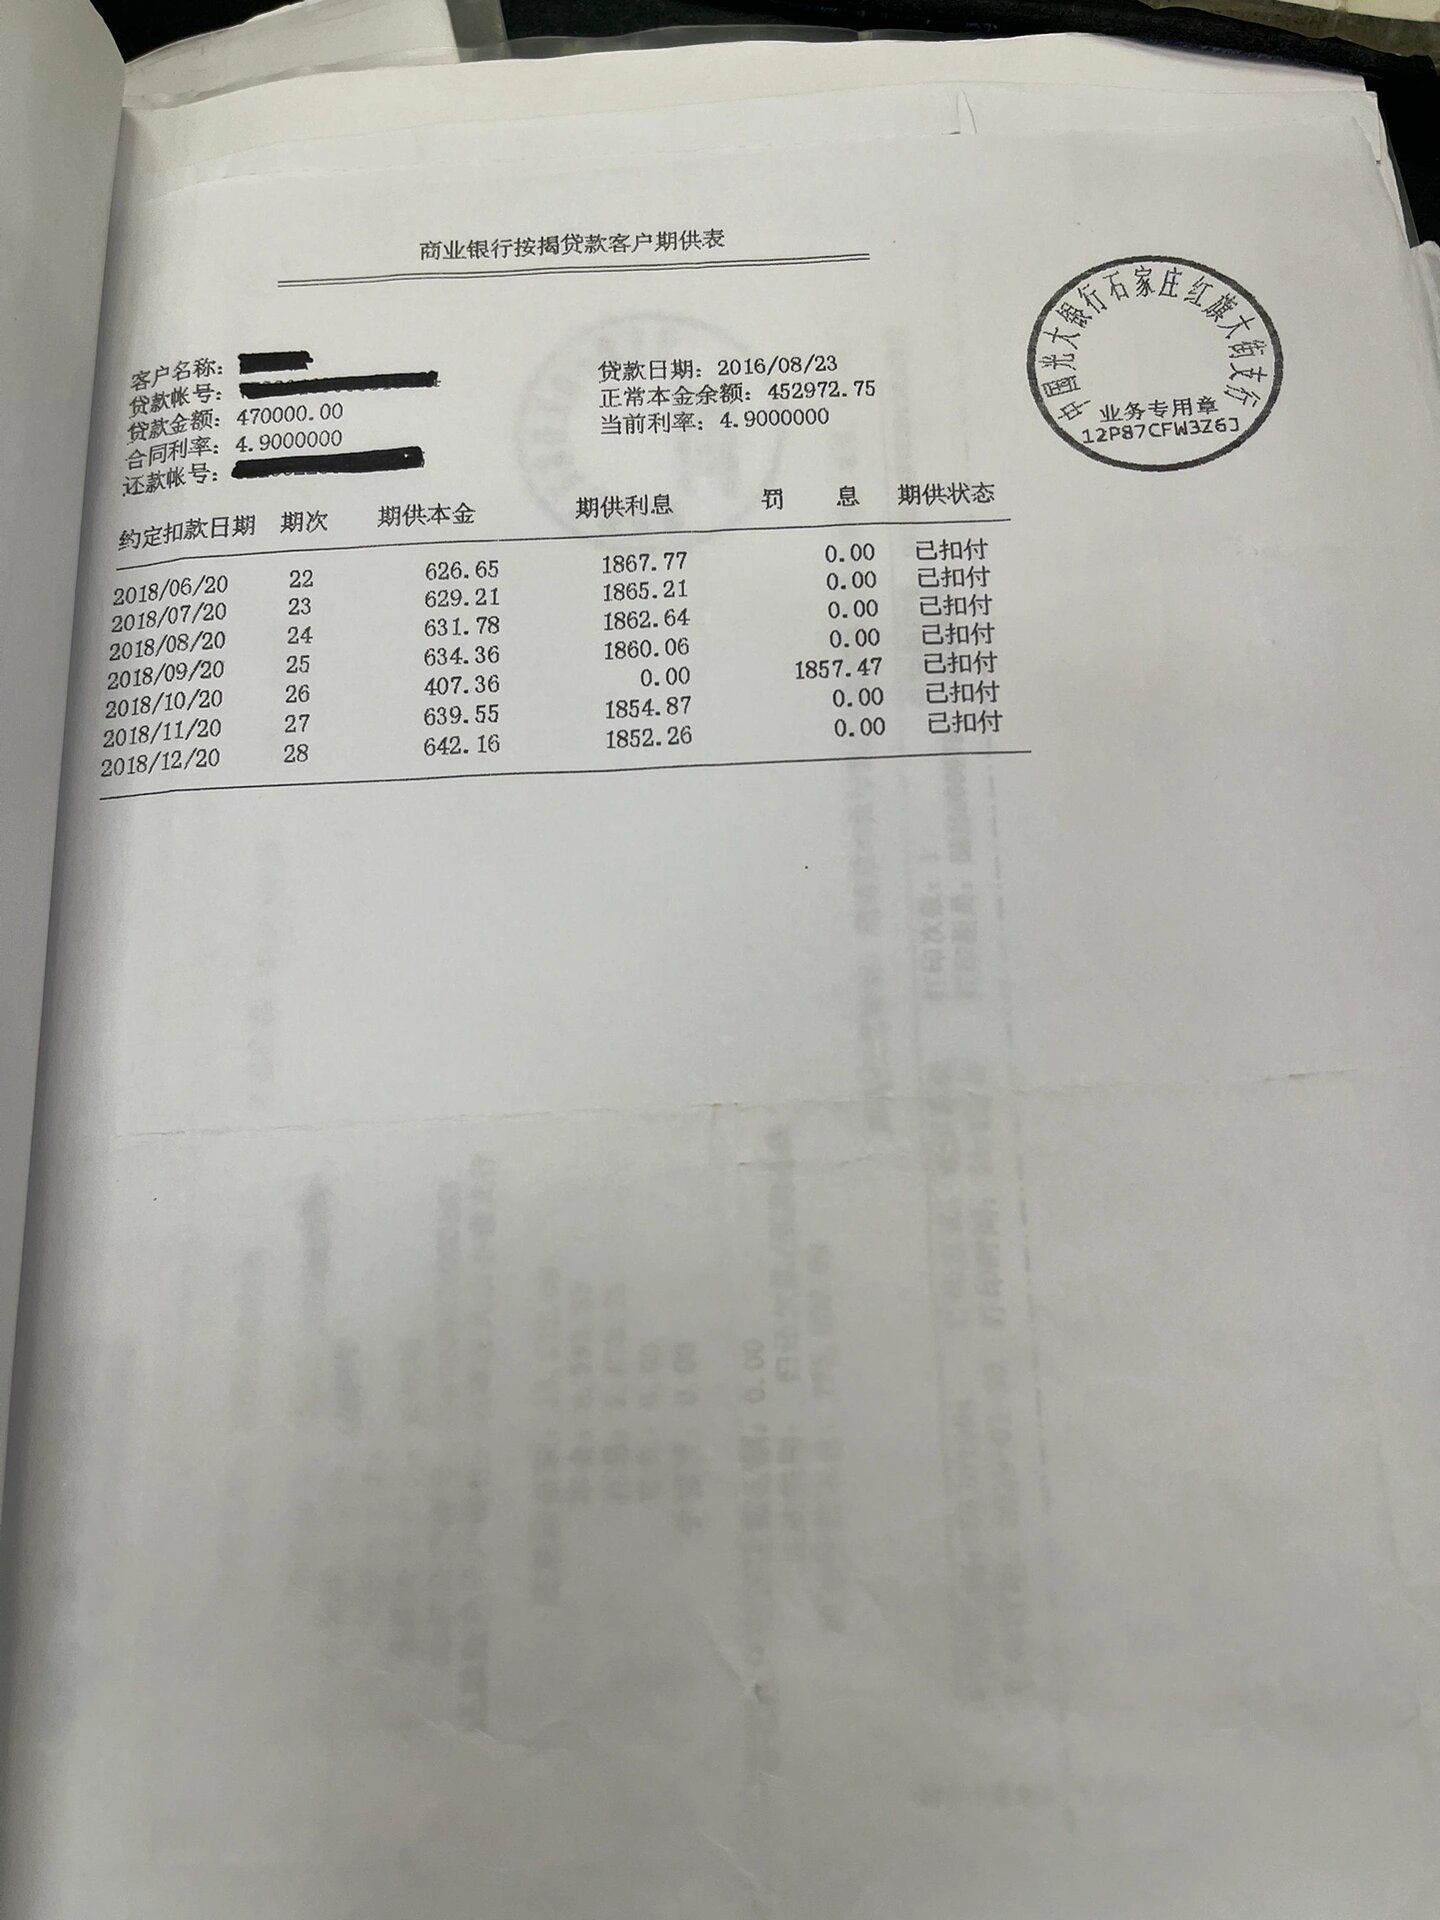 商业银行按揭贷款客户期供表
中国光大银行石家庄红旗大街支行
业务专用章
12P87CFW3Z6J
客户名称:
贷款日期: 2016/08/23
贷款帐号:
正常本金余额: 452972.75
贷款金额: 470000.00
当前利率: 4.9000000
合同利率: 4.9000000
还款帐号:
约定扣款日期 期次 期供本金 期供利息 罚 息 期供状态
2018/06/20 22 626.65 1867.77 0.00 已扣付
2018/07/20 23 629.21 1865.21 0.00 已扣付
2018/08/20 24 631.78 1862.64 0.00 已扣付
2018/09/20 25 634.36 1860.06 0.00 已扣付
2018/10/20 26 407.36 0.00 1857.47 已扣付
2018/11/20 27 639.55 1854.87 0.00 已扣付
2018/12/20 28 642.16 1852.26 0.00 已扣付